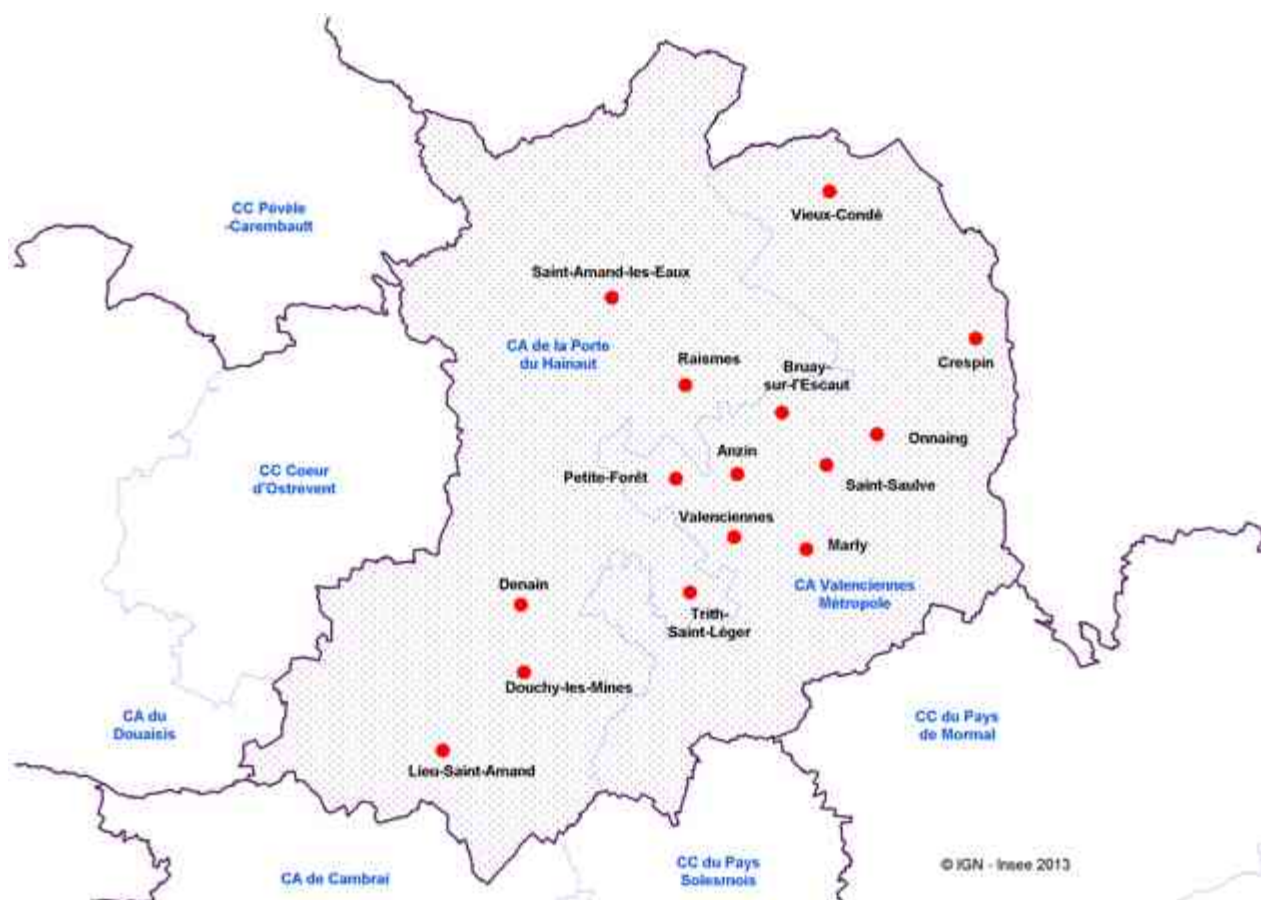 CC Pévèle
-Carembault
Vieux-Condé
Saint-Amand-les-Eaux
CA de la Porte
du Hainaut
Raismes
Bruay-
sur-l'Escaut
Crespin
Onnaing
CC Coeur
d'Ostrevent
Petite-Forêt
Anzin
Saint-Saulve
Valenciennes
Marly
CA Valenciennes
Métropole
Denain
Trith-
Saint-Léger
Douchy-les-Mines
CA du
Douaisis
CC du Pays
de Mormal
Lieu-Saint-Amand
CA de Cambrai
CC du Pays
Solesmois
© IGN - Insee 2013